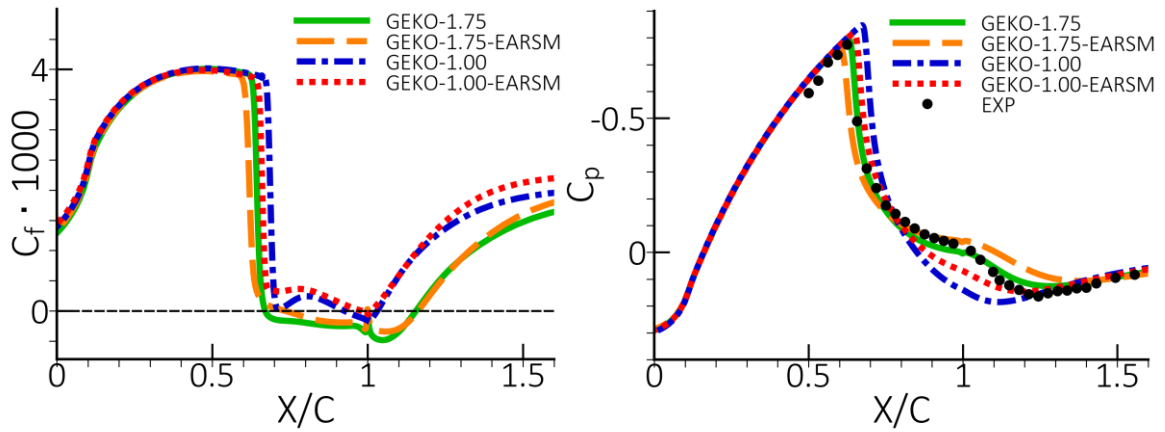 GEKO-1.75
GEKO-1.75-EARSM
GEKO-1.00
GEKO-1.00-EARSM
4
0
Cf · 1000
0
0.5
1
1.5
X/C
GEKO-1.75
GEKO-1.75-EARSM
GEKO-1.00
GEKO-1.00-EARSM
EXP
-0.5
0
Cp
0
0.5
1
1.5
X/C